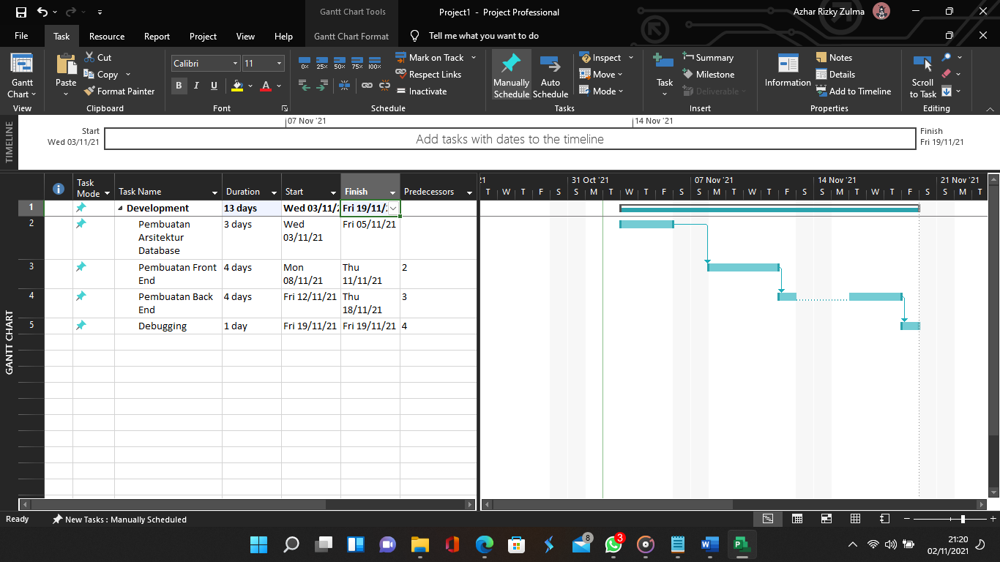 Gantt Chart Tools
Project1 - Project Professional
Azhar Rizky Zulma
File Task Resource Report Project View Help Gantt Chart Format Tell me what you want to do
Gantt Chart
View
Paste
Cut
Copy
Format Painter
Clipboard
Calibri 11
B I U A
Font
0% 25% 50% 75% 100%
Mark on Track
Respect Links
Inactivate
Schedule
Manually Schedule
Auto Schedule
Inspect
Move
Mode
Tasks
Task
Summary
Milestone
Deliverable
Insert
Information
Notes
Details
Add to Timeline
Properties
Scroll to Task
Editing
TIMELINE
07 Nov '21 14 Nov '21
Start
Wed 03/11/21
Add tasks with dates to the timeline
Finish
Fri 19/11/21
GANTT CHART
Task Mode Task Name Duration Start Finish Predecessors
'21 31 Oct '21 07 Nov '21 14 Nov '21 21 Nov '21
T W T F S S M T W T F S S M T W T F S S M T W T F S S M T
1 Development 13 days Wed 03/11/ Fri 19/11/
2 Pembuatan Arsitektur Database 3 days Wed 03/11/21 Fri 05/11/21
3 Pembuatan Front End 4 days Mon 08/11/21 Thu 11/11/21 2
4 Pembuatan Back End 4 days Fri 12/11/21 Thu 18/11/21 3
5 Debugging 1 day Fri 19/11/21 Fri 19/11/21 4
Ready New Tasks : Manually Scheduled
8
3
21:20
02/11/2021